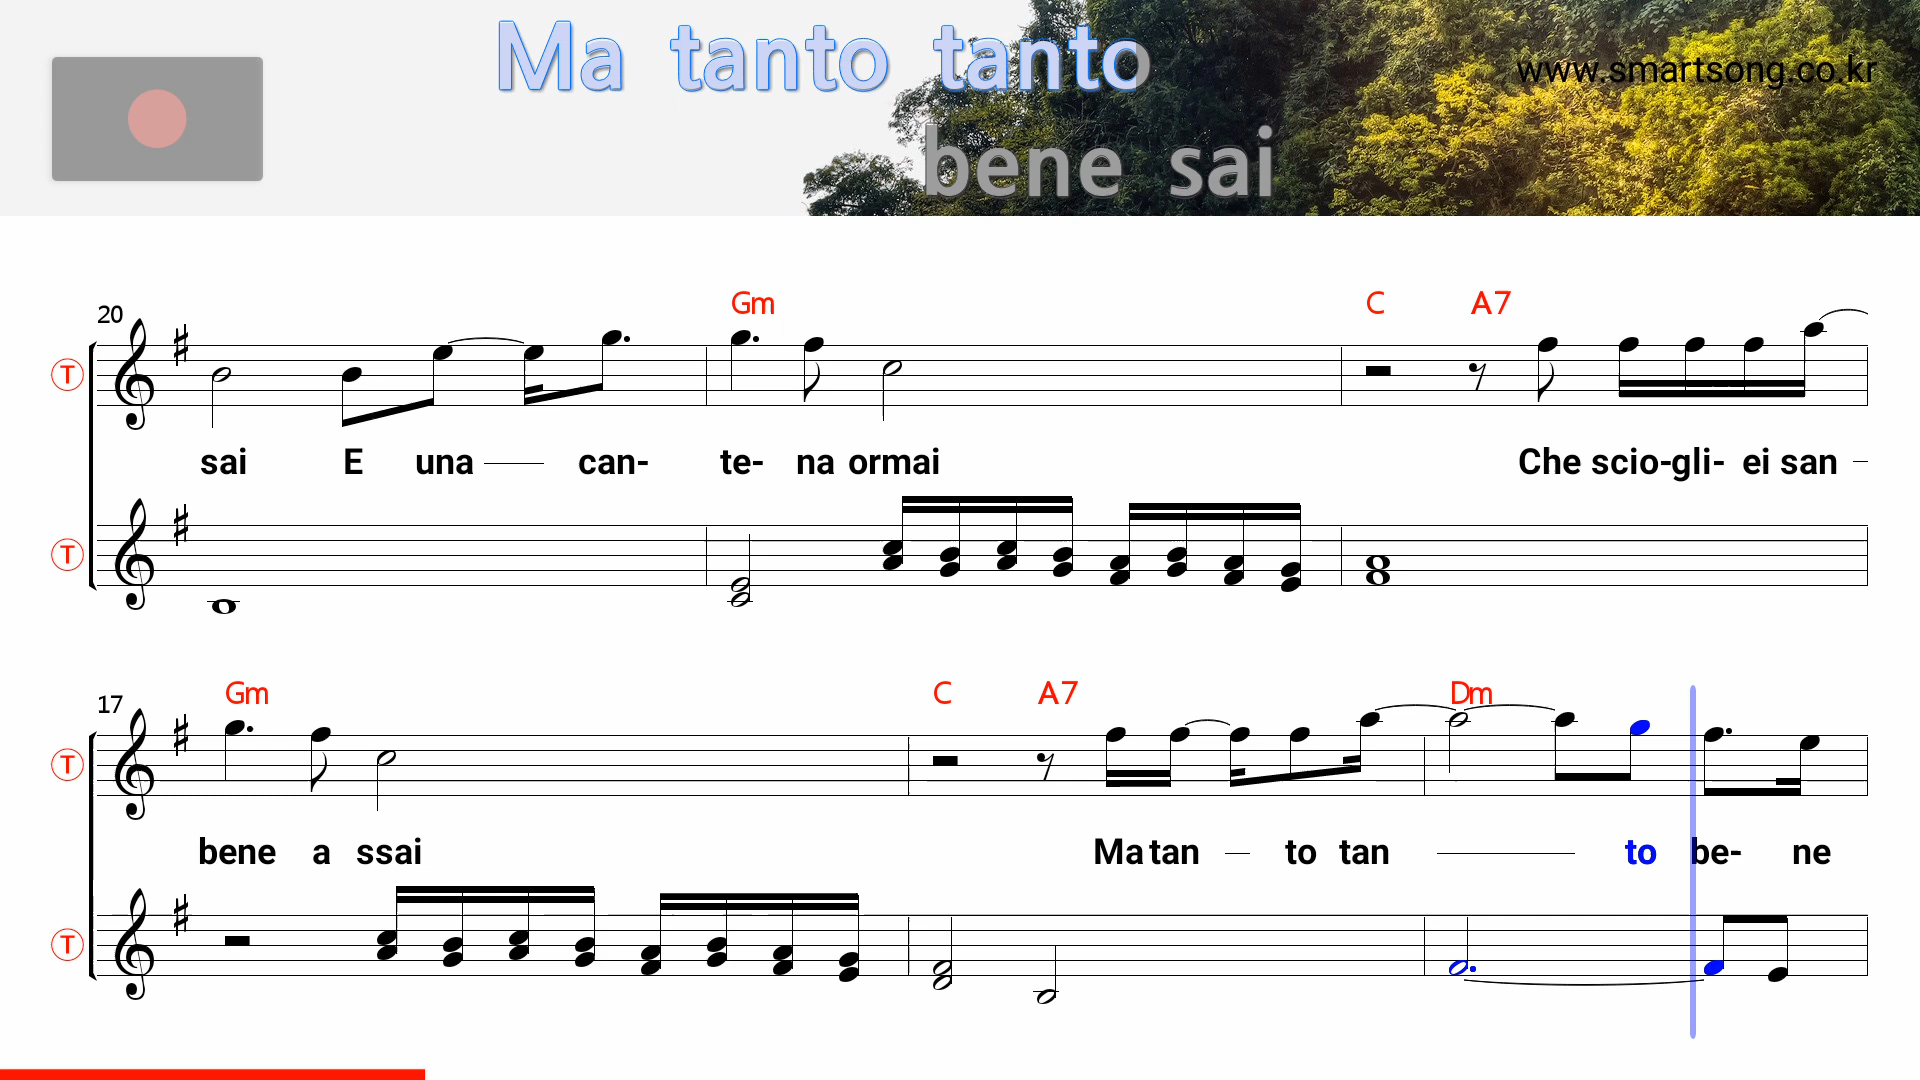 Ma tanto tanto
www.smartsong.co.kr
bene sai
20
Gm C A7
T
sai E una can- te- na ormai Che scio-gli- ei san
T
17
Gm C A7 Dm
T
bene a ssai Ma tan to tan to be- ne
T